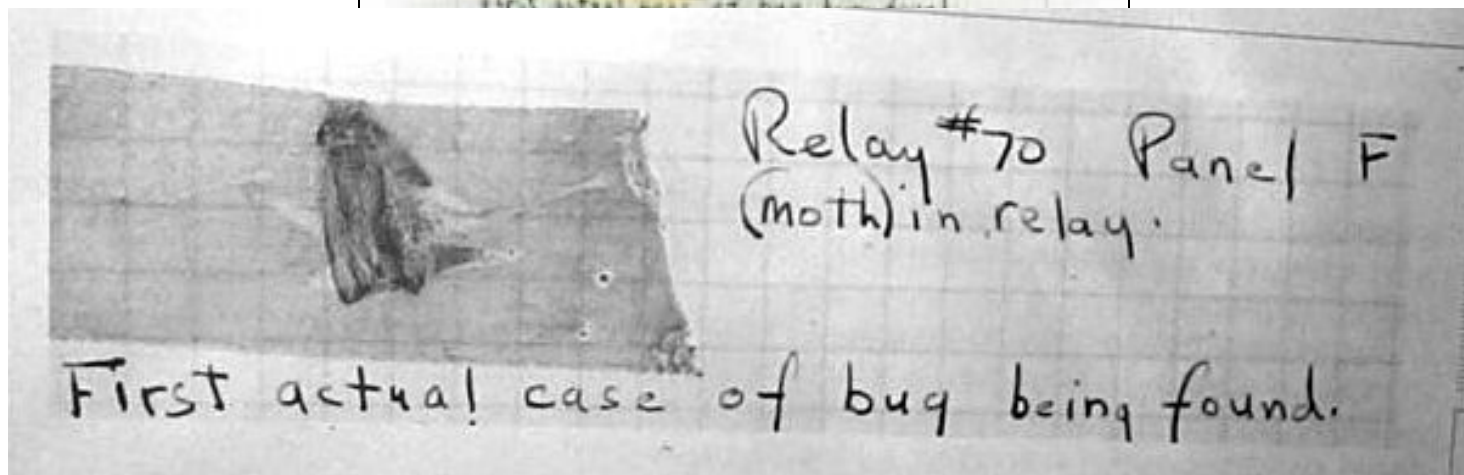 Relay #70 Panel F
(moth) in relay.
First actual case of bug being found.